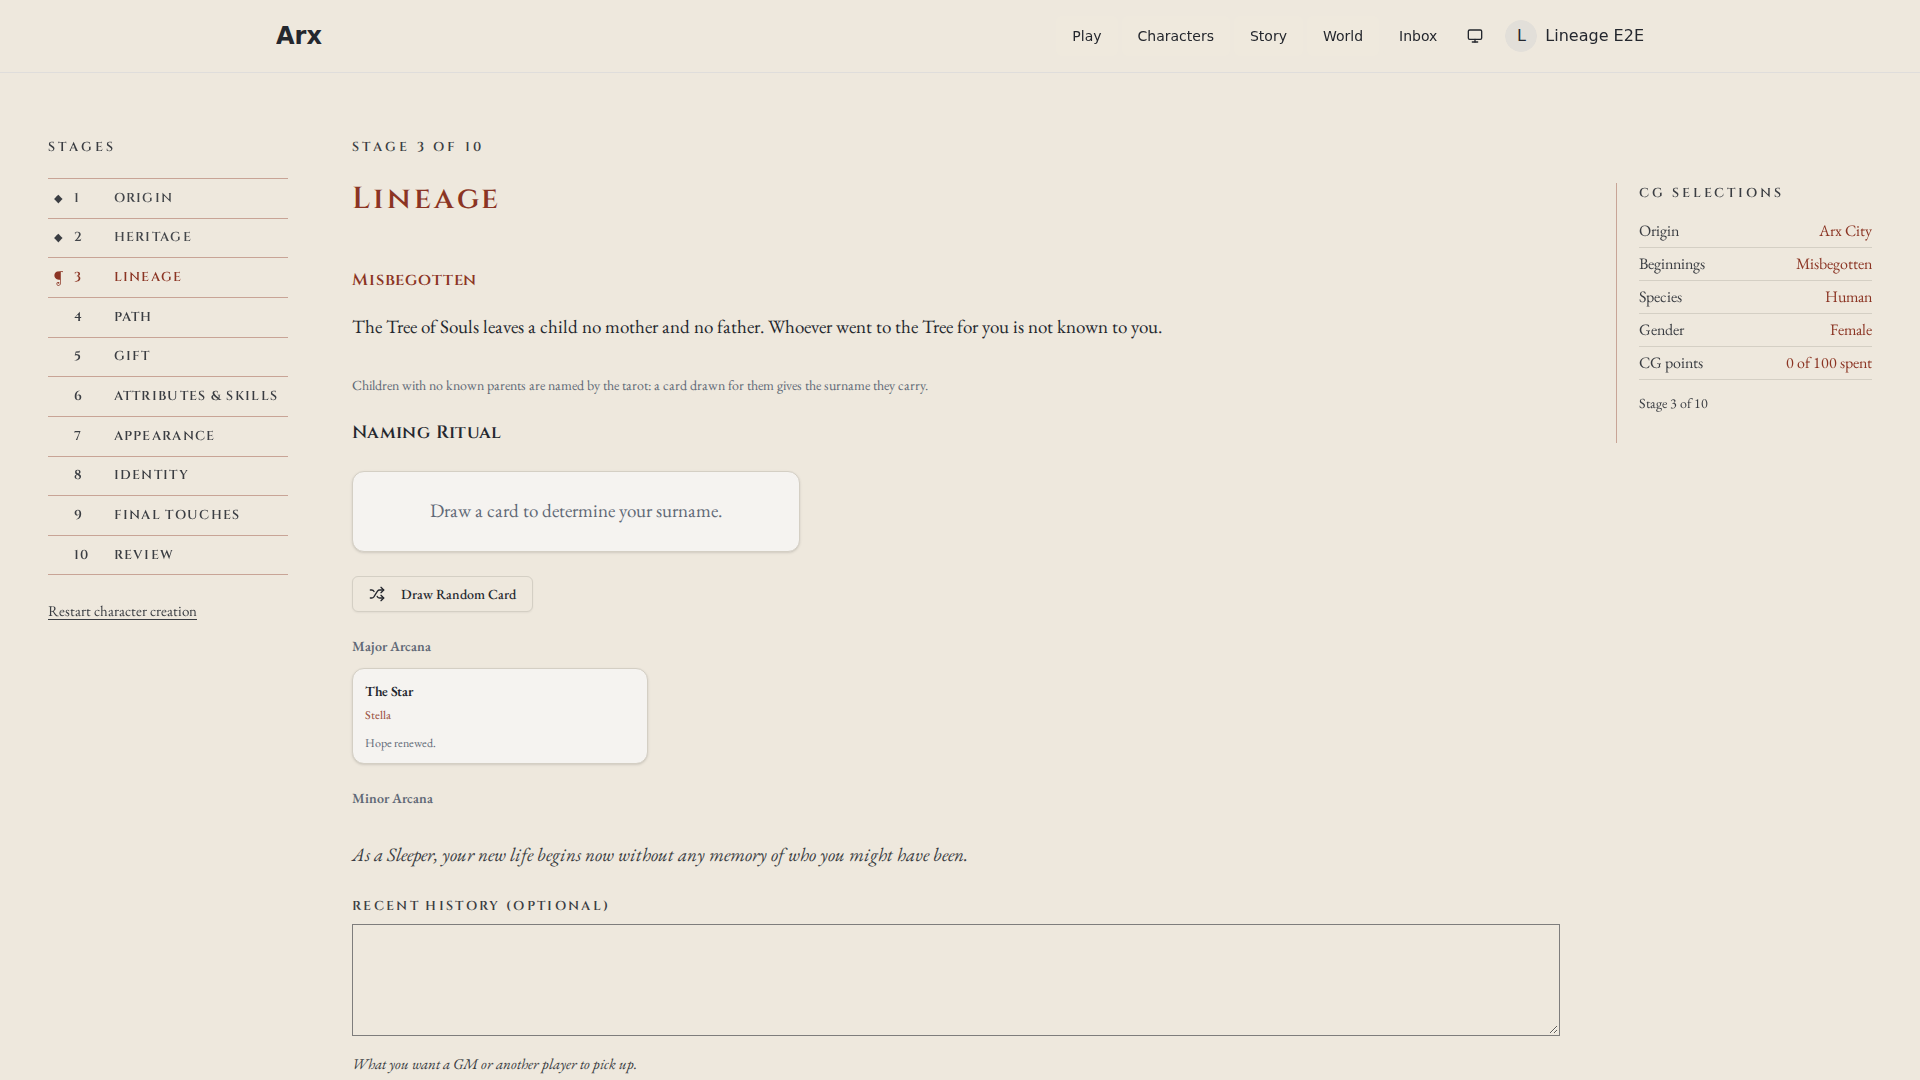 Arx
Play
Characters
Story
World
Inbox
L
Lineage E2E
STAGES
◆ 1 ORIGIN
◆ 2 HERITAGE
¶ 3 LINEAGE
4 PATH
5 GIFT
6 ATTRIBUTES & SKILLS
7 APPEARANCE
8 IDENTITY
9 FINAL TOUCHES
10 REVIEW
Restart character creation
STAGE 3 OF 10
LINEAGE
MISBEGOTTEN
The Tree of Souls leaves a child no mother and no father. Whoever went to the Tree for you is not known to you.
Children with no known parents are named by the tarot: a card drawn for them gives the surname they carry.
NAMING RITUAL
Draw a card to determine your surname.
Draw Random Card
Major Arcana
The Star
Stella
Hope renewed.
Minor Arcana
As a Sleeper, your new life begins now without any memory of who you might have been.
RECENT HISTORY (OPTIONAL)
What you want a GM or another player to pick up.
CG SELECTIONS
Origin Arx City
Beginnings Misbegotten
Species Human
Gender Female
CG points 0 of 100 spent
Stage 3 of 10